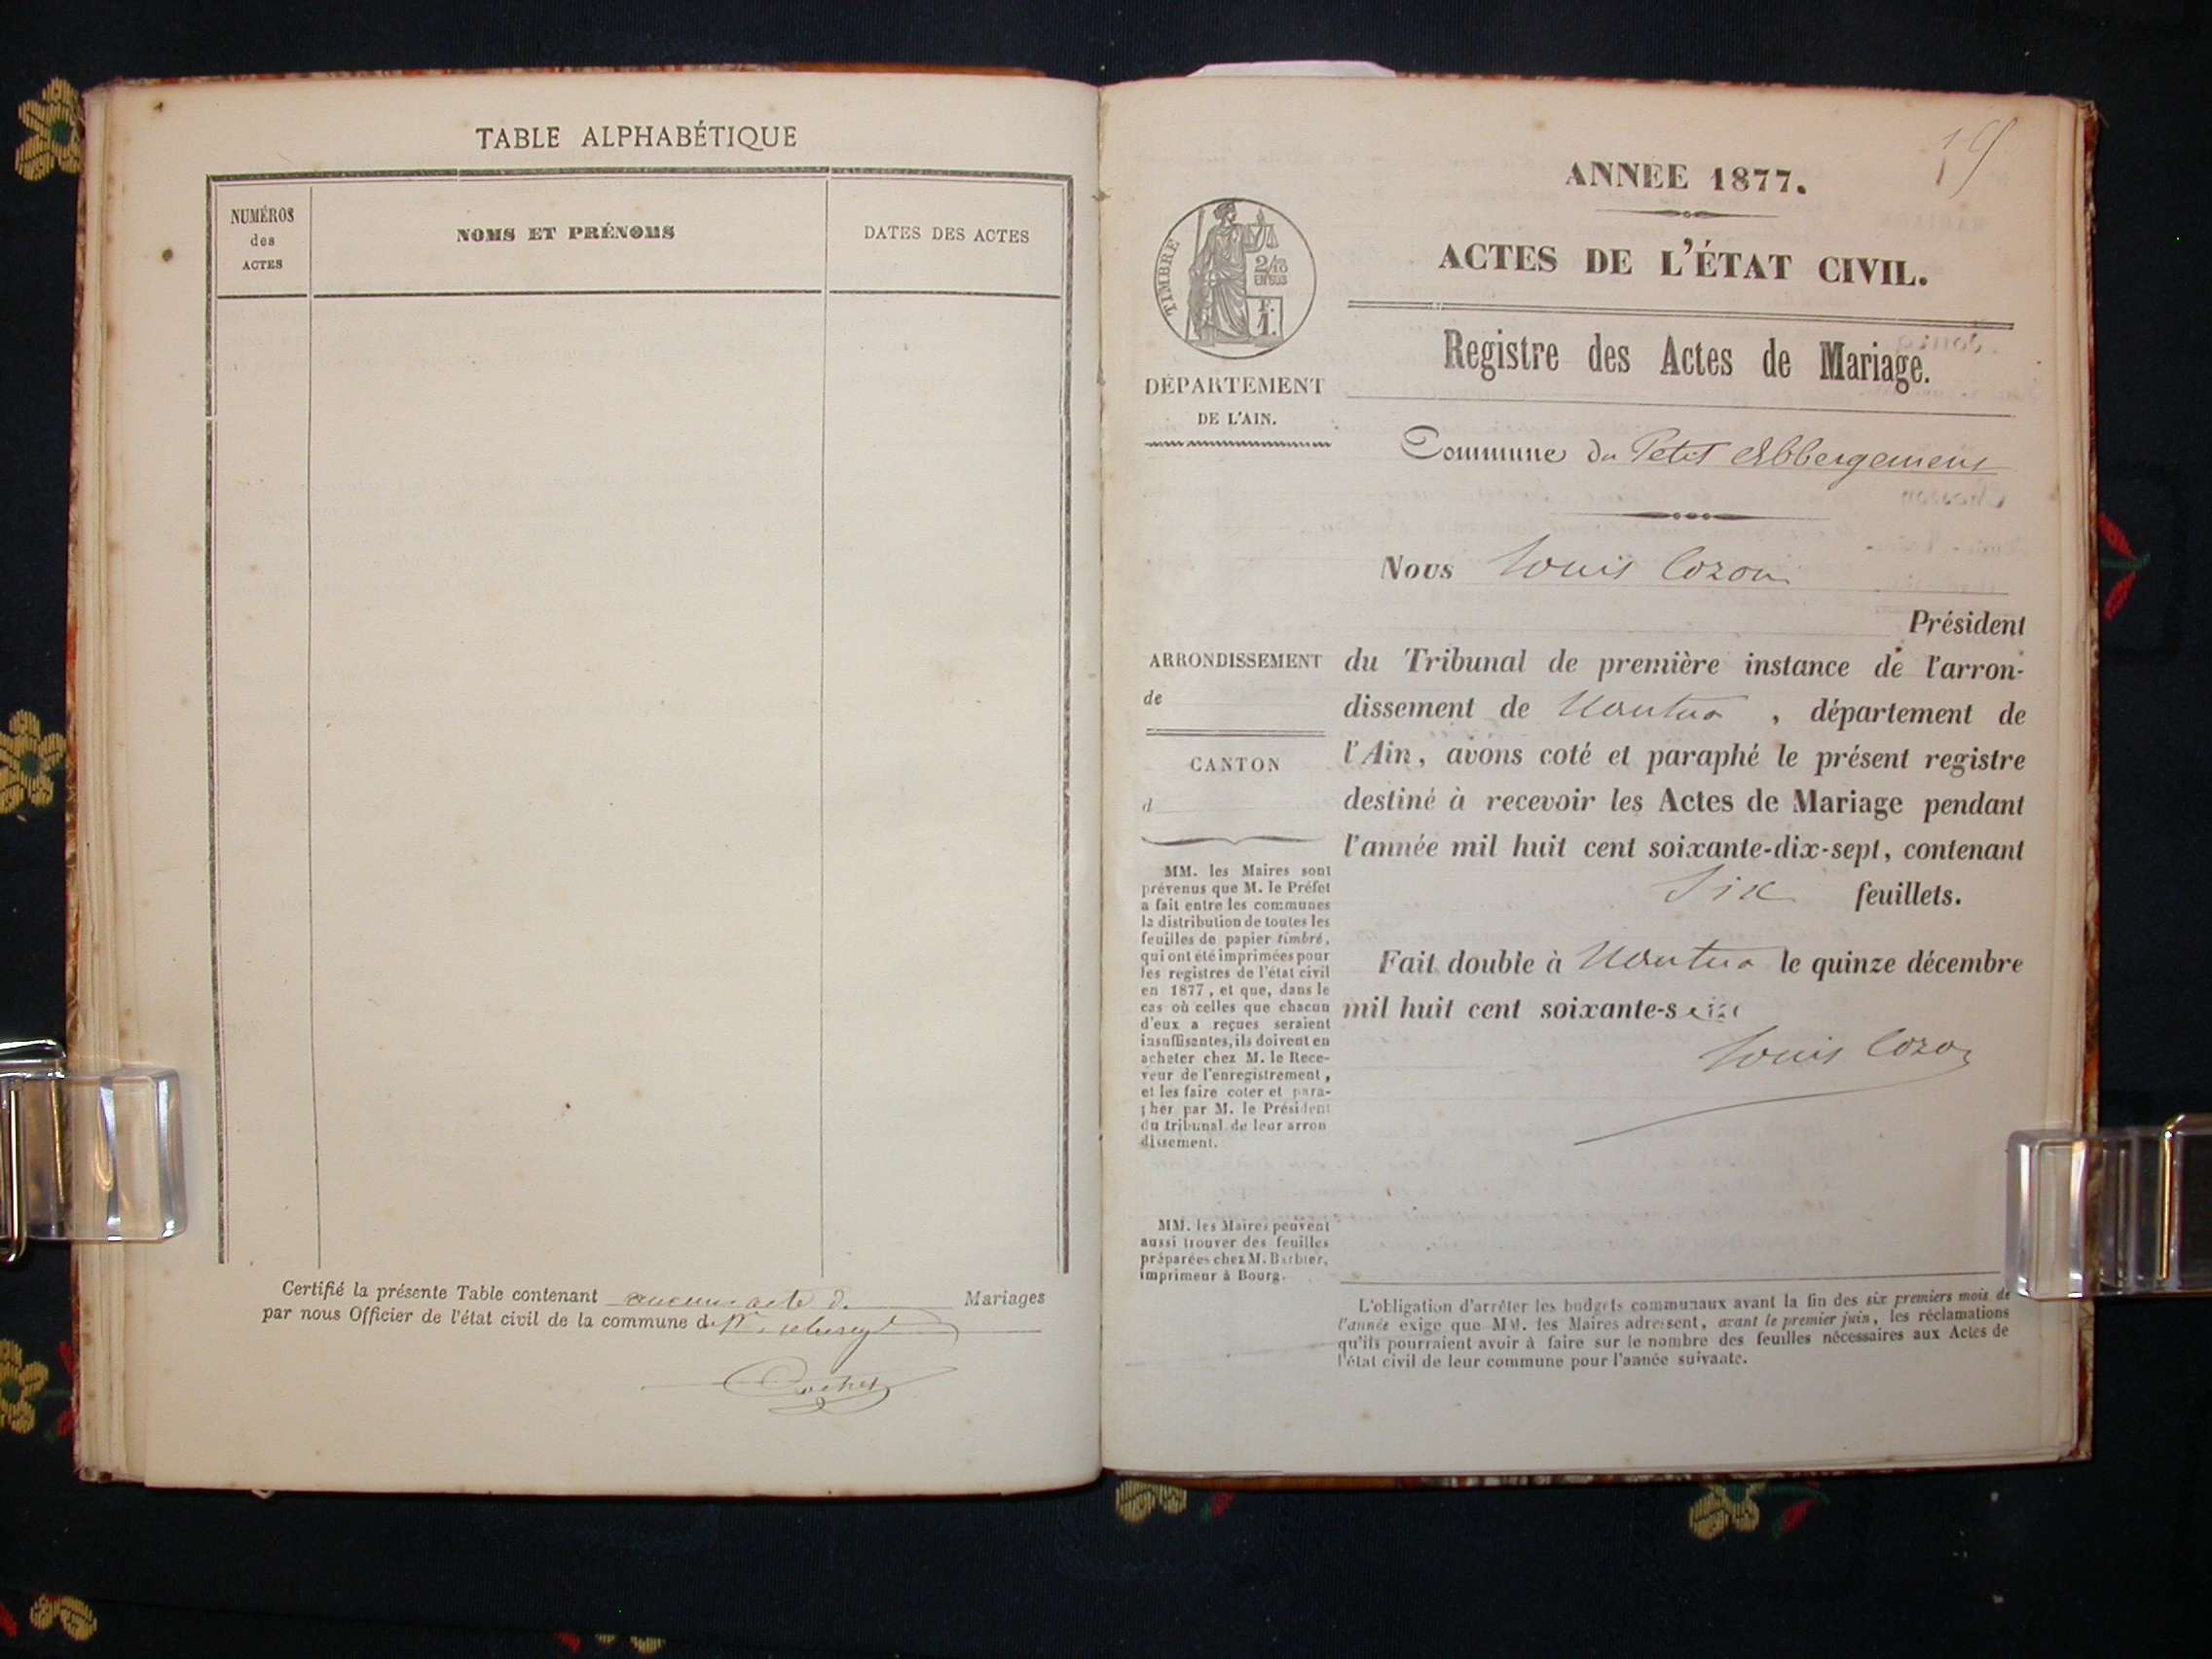 TABLE ALPHABÉTIQUE
NUMÉROS
des
ACTES
NOMS ET PRÉNOMS
DATES DES ACTES
Certifié la présente Table contenant aucun acte de Mariages
par nous Officier de l'état civil de la commune d
Cochet
15
ANNÉE 1877.
ACTES DE L'ÉTAT CIVIL.
Registre des Actes de Mariage.
TIMBRE
2/10
EN SUS
F.
1.
DÉPARTEMENT
DE L'AIN.
Commune du Petit Abbergement
Nous Louis Cozon
Président
du Tribunal de première instance de l'arron-
dissement de Nantua , département de
l'Ain, avons coté et paraphé le présent registre
destiné à recevoir les Actes de Mariage pendant
l'année mil huit cent soixante-dix-sept, contenant
Six feuillets.
Fait double à Nantua le quinze décembre
mil huit cent soixante-seize
Louis Cozon
ARRONDISSEMENT
de
CANTON
d
MM. les Maires sont
prévenus que M. le Préfet
a fait entre les communes
la distribution de toutes les
feuilles de papier timbré,
qui ont été imprimées pour
les registres de l'état civil
en 1877, et que, dans le
cas où celles que chacun
d'eux a reçues seraient
insuffisantes, ils doivent en
acheter chez M. le Rece-
veur de l'enregistrement,
et les faire coter et para-
pher par M. le Président
du tribunal de leur arron
dissement.
MM. les Maires peuvent
aussi trouver des feuilles
préparées chez M. Barbier,
imprimeur à Bourg.
L'obligation d'arrêter les budgets communaux avant la fin des six premiers mois de
l'année exige que MM. les Maires adressent, avant le premier juin, les réclamations
qu'ils pourraient avoir à faire sur le nombre des feuilles nécessaires aux Actes de
l'état civil de leur commune pour l'année suivante.